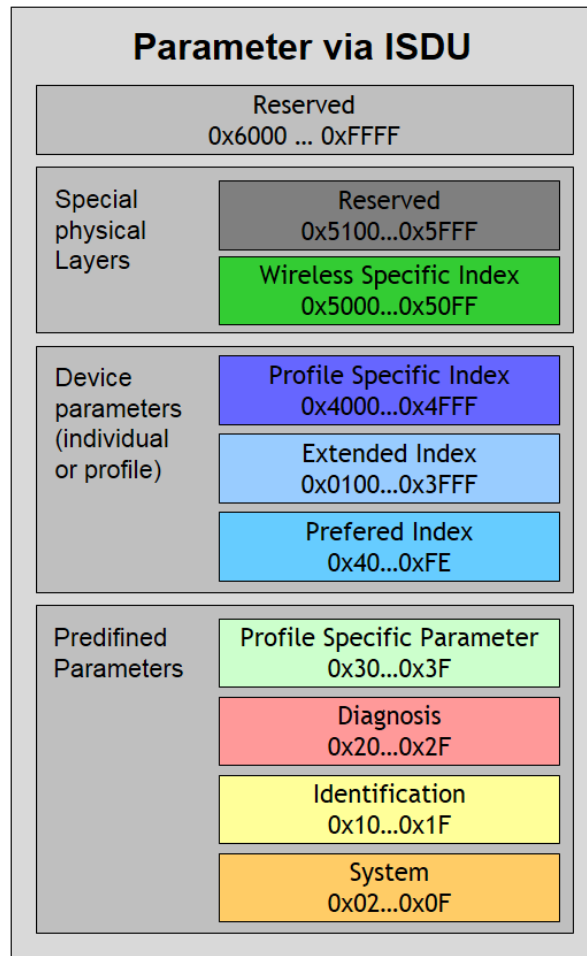 Parameter via ISDU
Reserved
0x6000 ... 0xFFFF
Special
physical
Layers
Reserved
0x5100...0x5FFF
Wireless Specific Index
0x5000...0x50FF
Device
parameters
(individual
or profile)
Profile Specific Index
0x4000...0x4FFF
Extended Index
0x0100...0x3FFF
Prefered Index
0x40...0xFE
Predifined
Parameters
Profile Specific Parameter
0x30...0x3F
Diagnosis
0x20...0x2F
Identification
0x10...0x1F
System
0x02...0x0F